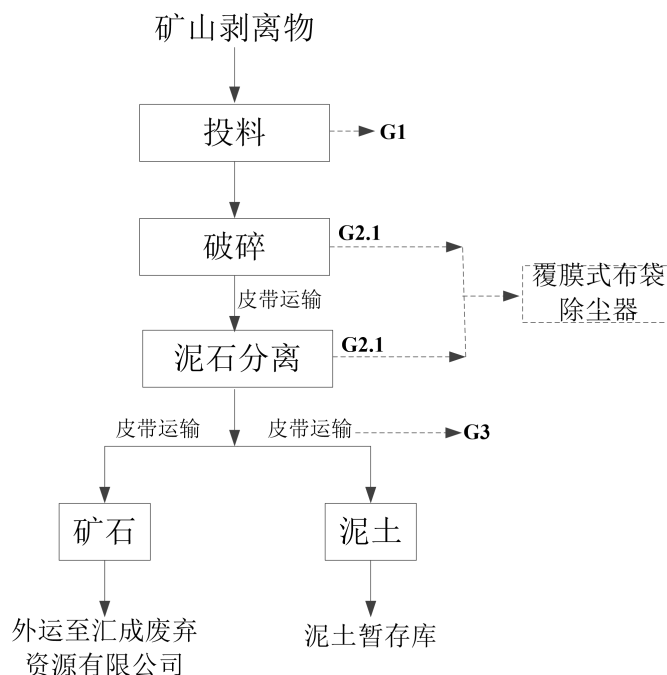 矿山剥离物
投料
G1
破碎
G2.1
覆膜式布袋
除尘器
皮带运输
泥石分离
G2.1
皮带运输
皮带运输
G3
矿石
泥土
外运至汇成废弃
资源有限公司
泥土暂存库